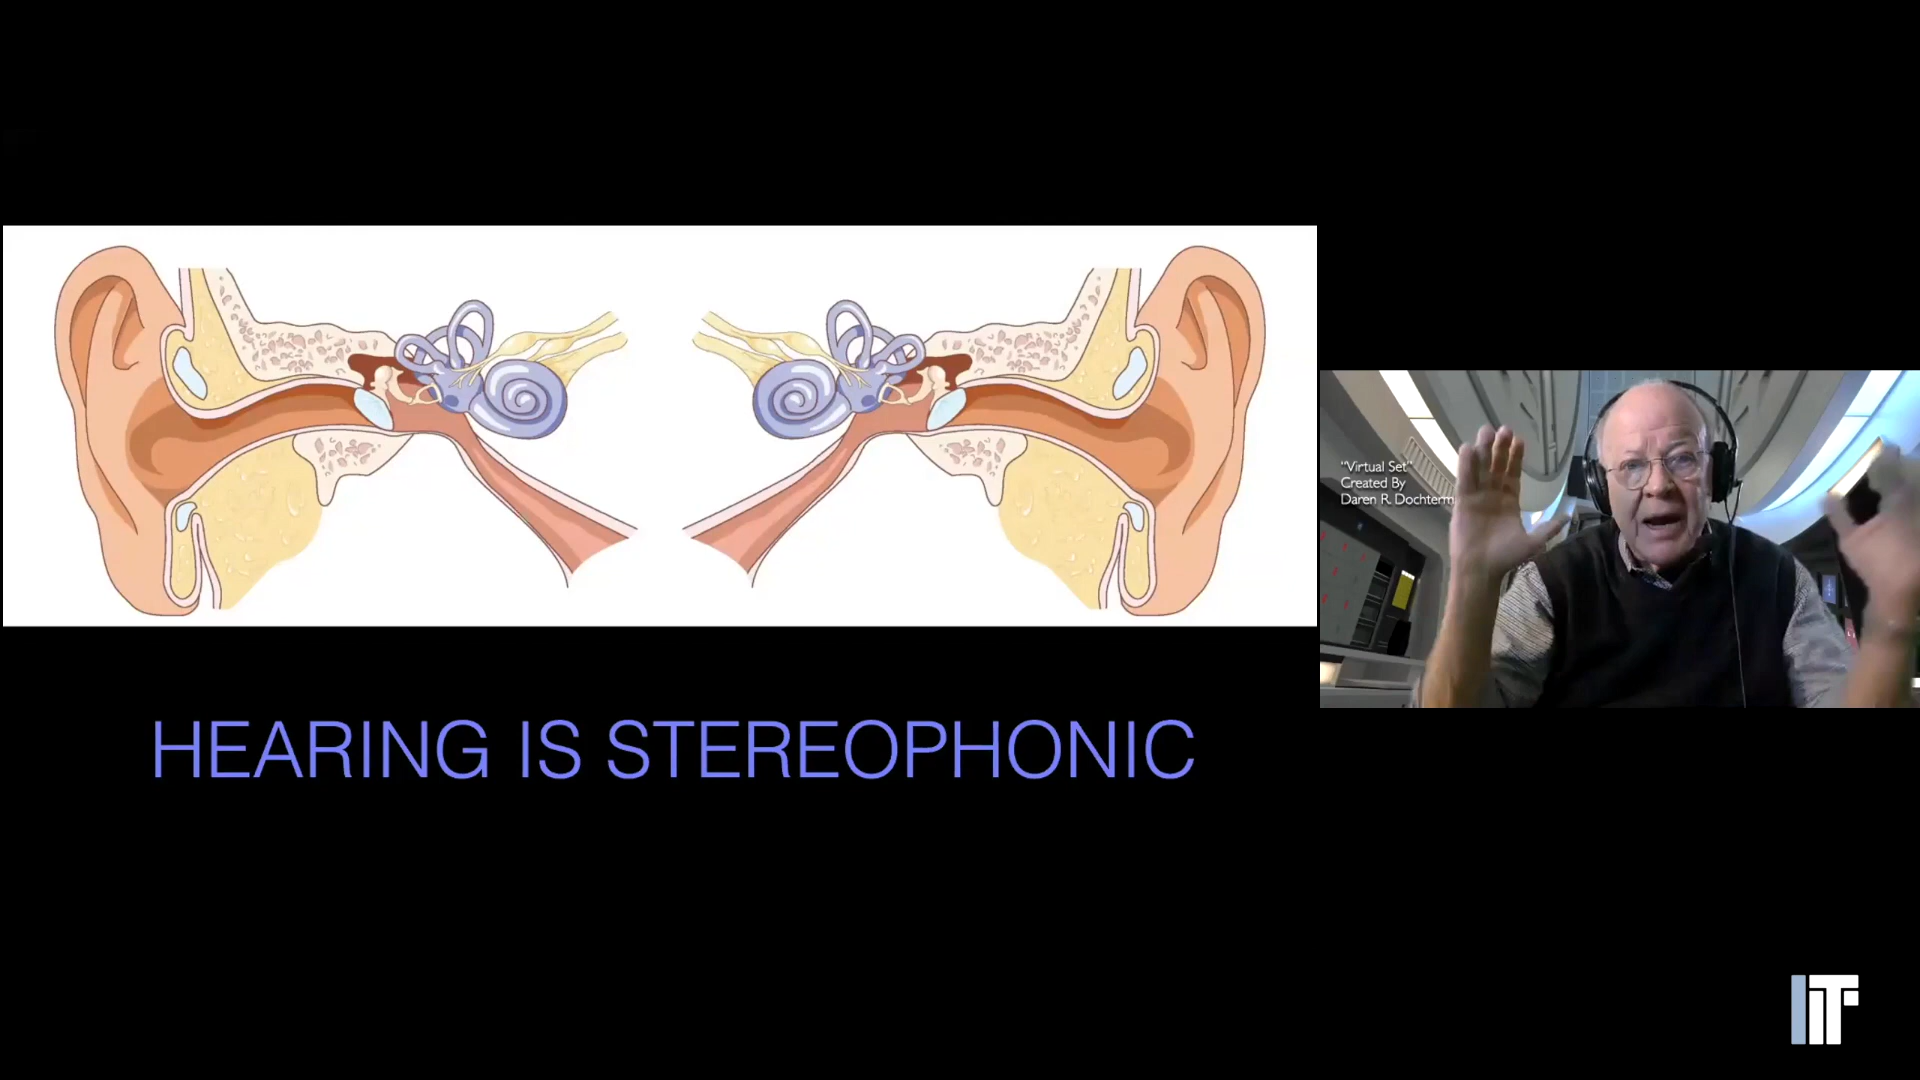 "Virtual Set"
Created By
Daren R. Dochterm
HEARING IS STEREOPHONIC